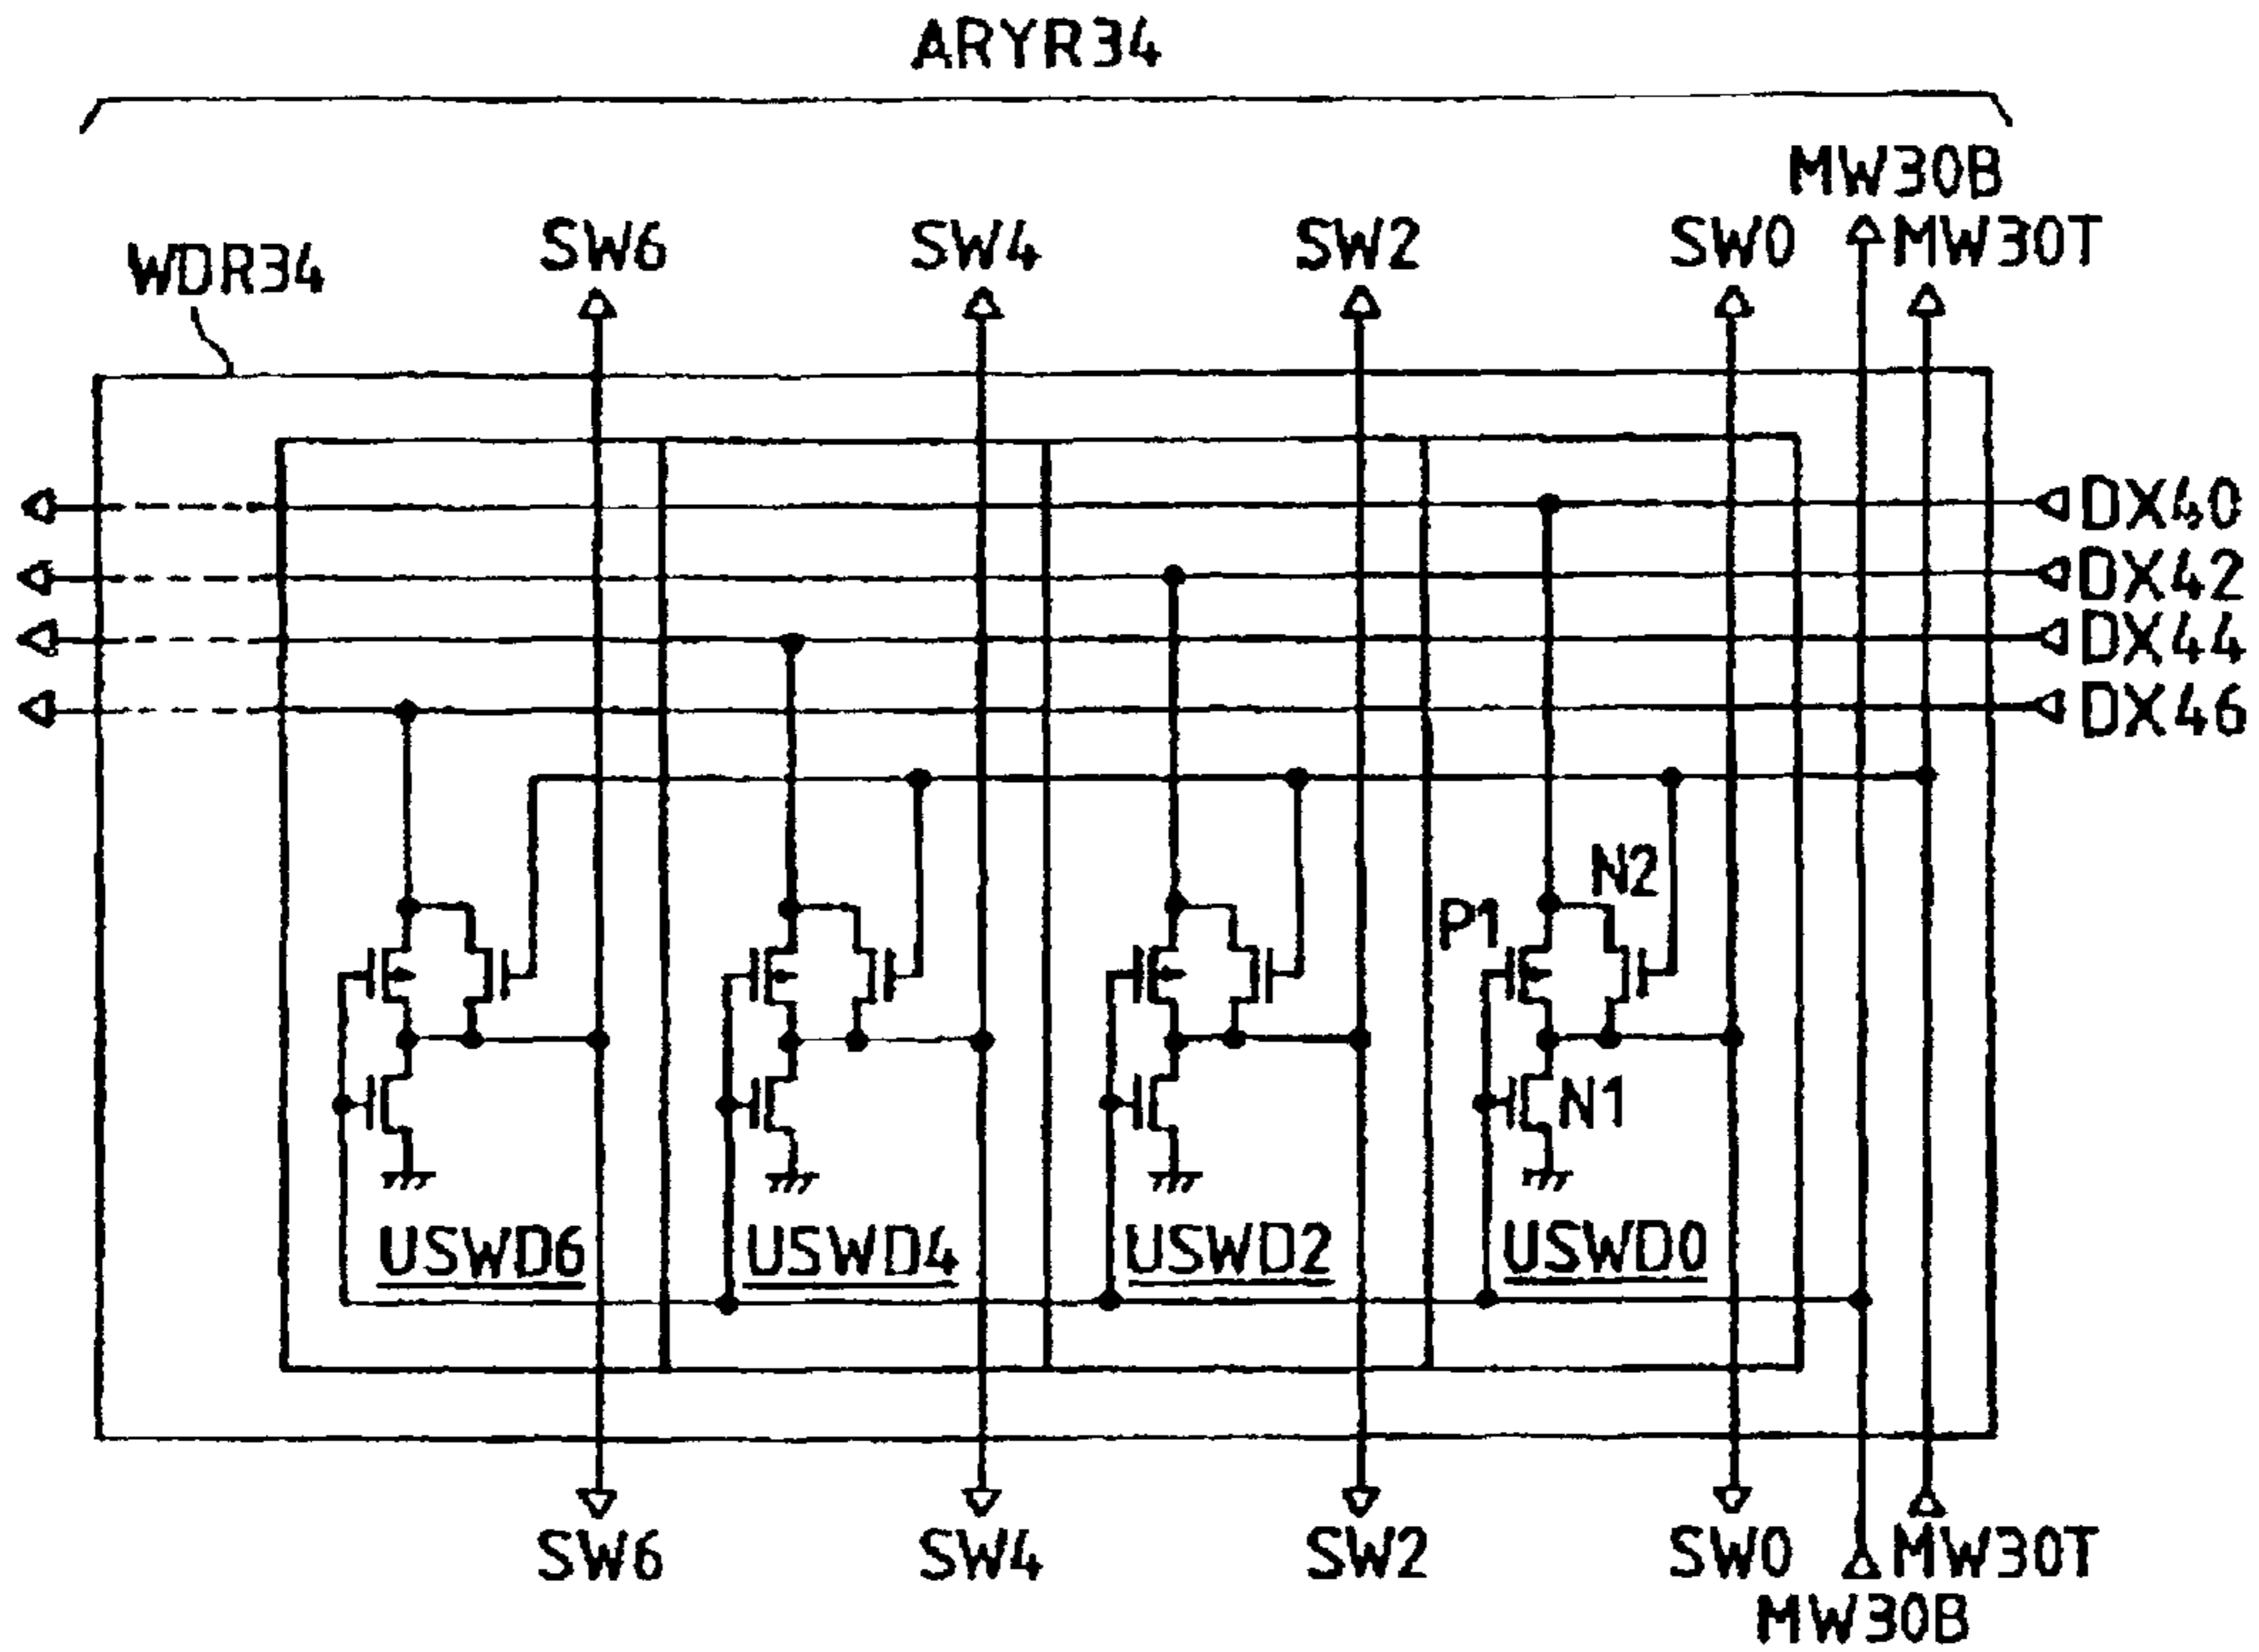 ARYR34
MW30B
WDR34
SW6
SW4
SW2
SW0
MW30T
DX40
DX42
DX44
DX46
N2
P1
N1
USWD6
USWD4
USWD2
USWD0
SW6
SW4
SW2
SW0
MW30T
MW30B